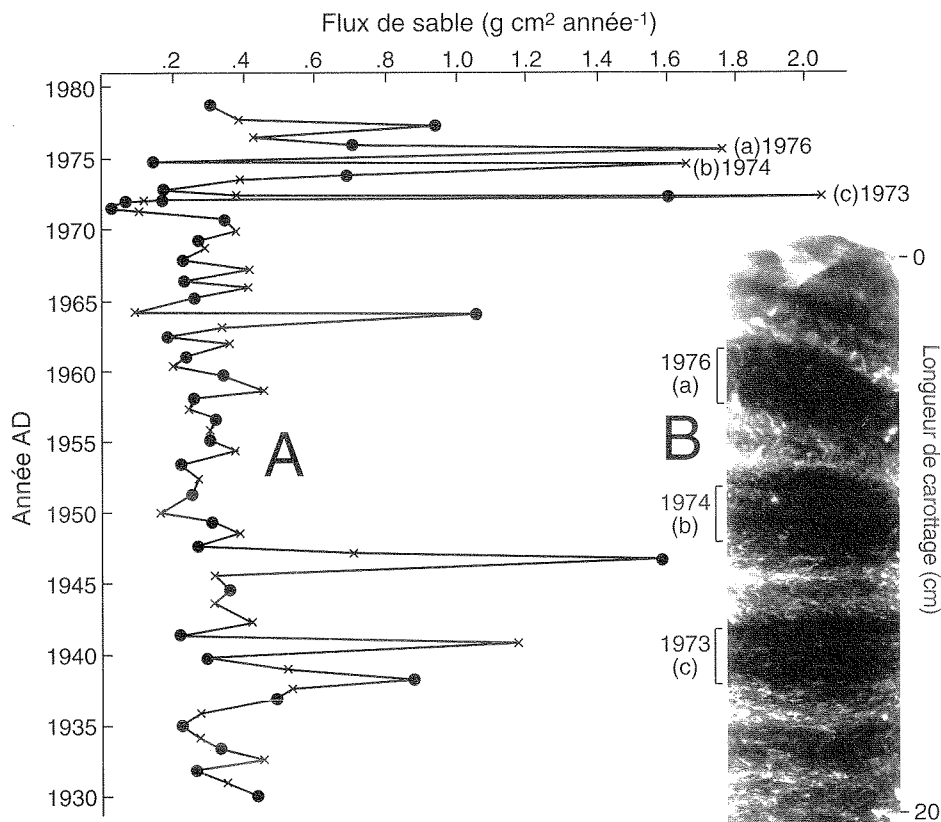 Flux de sable (g cm² année⁻¹)
.2 .4 .6 .8 1.0 1.2 1.4 1.6 1.8 2.0
1980
1975
1970
1965
1960
1955
1950
1945
1940
1935
1930
Année AD
(a)1976
(b)1974
(c)1973
A
B
1976
(a)
1974
(b)
1973
(c)
0
20
Longueur de carottage (cm)